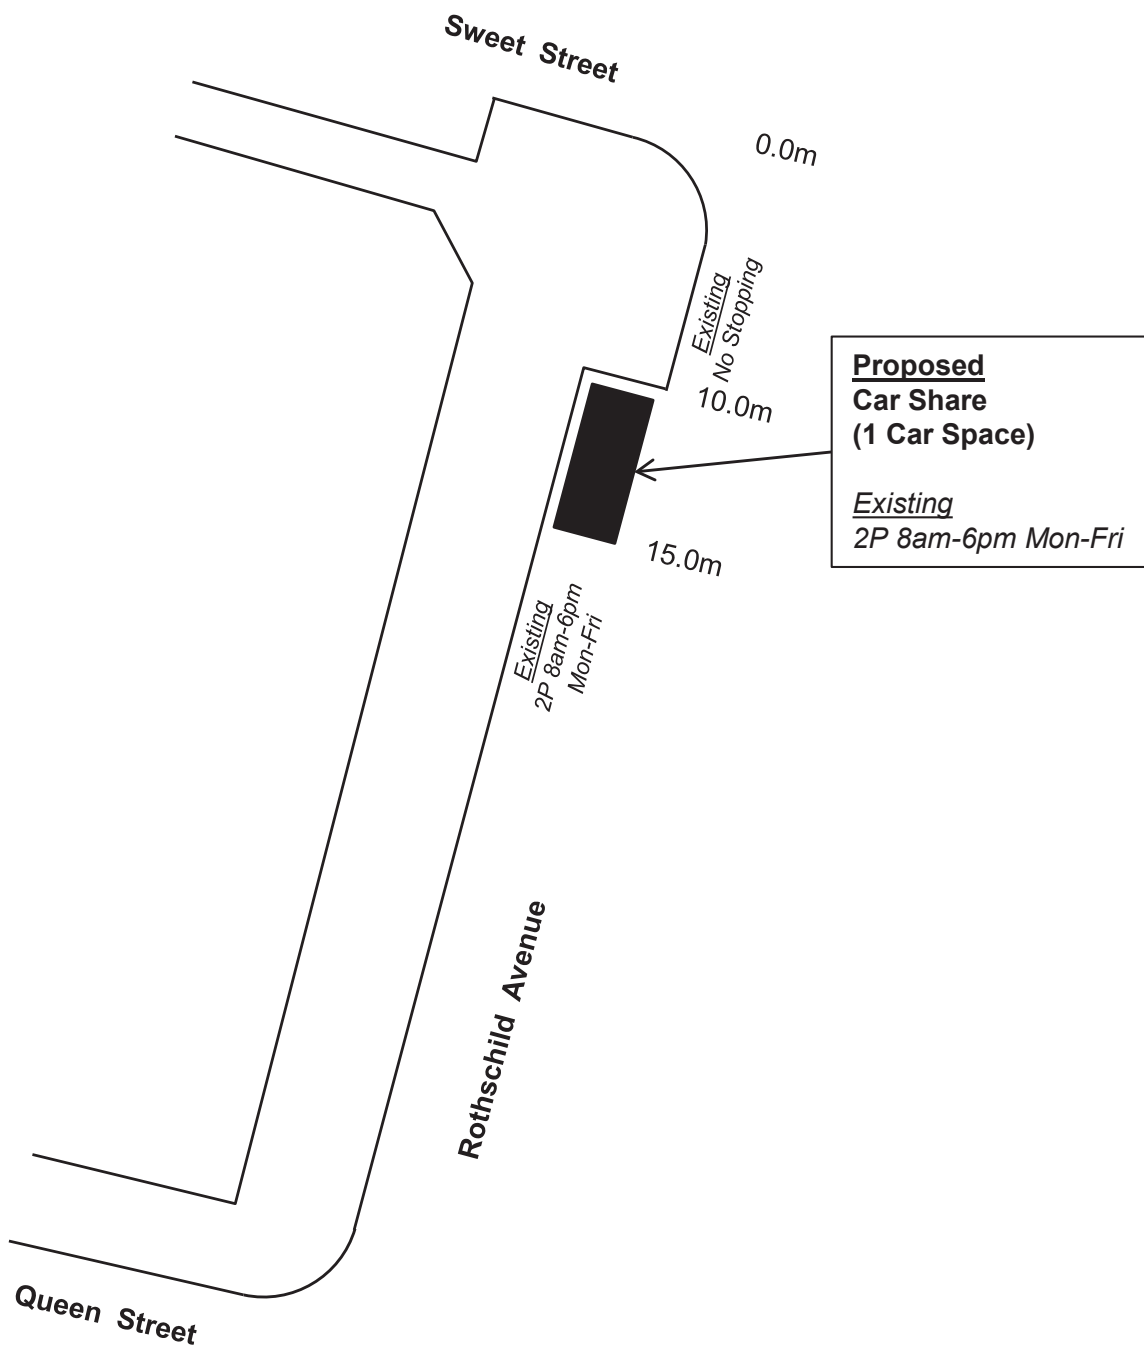 Sweet Street
0.0m
Existing
No Stopping
10.0m
Proposed
Car Share
(1 Car Space)
Existing
2P 8am-6pm Mon-Fri
15.0m
Existing
2P 8am-6pm
Mon-Fri
Rothschild Avenue
Queen Street